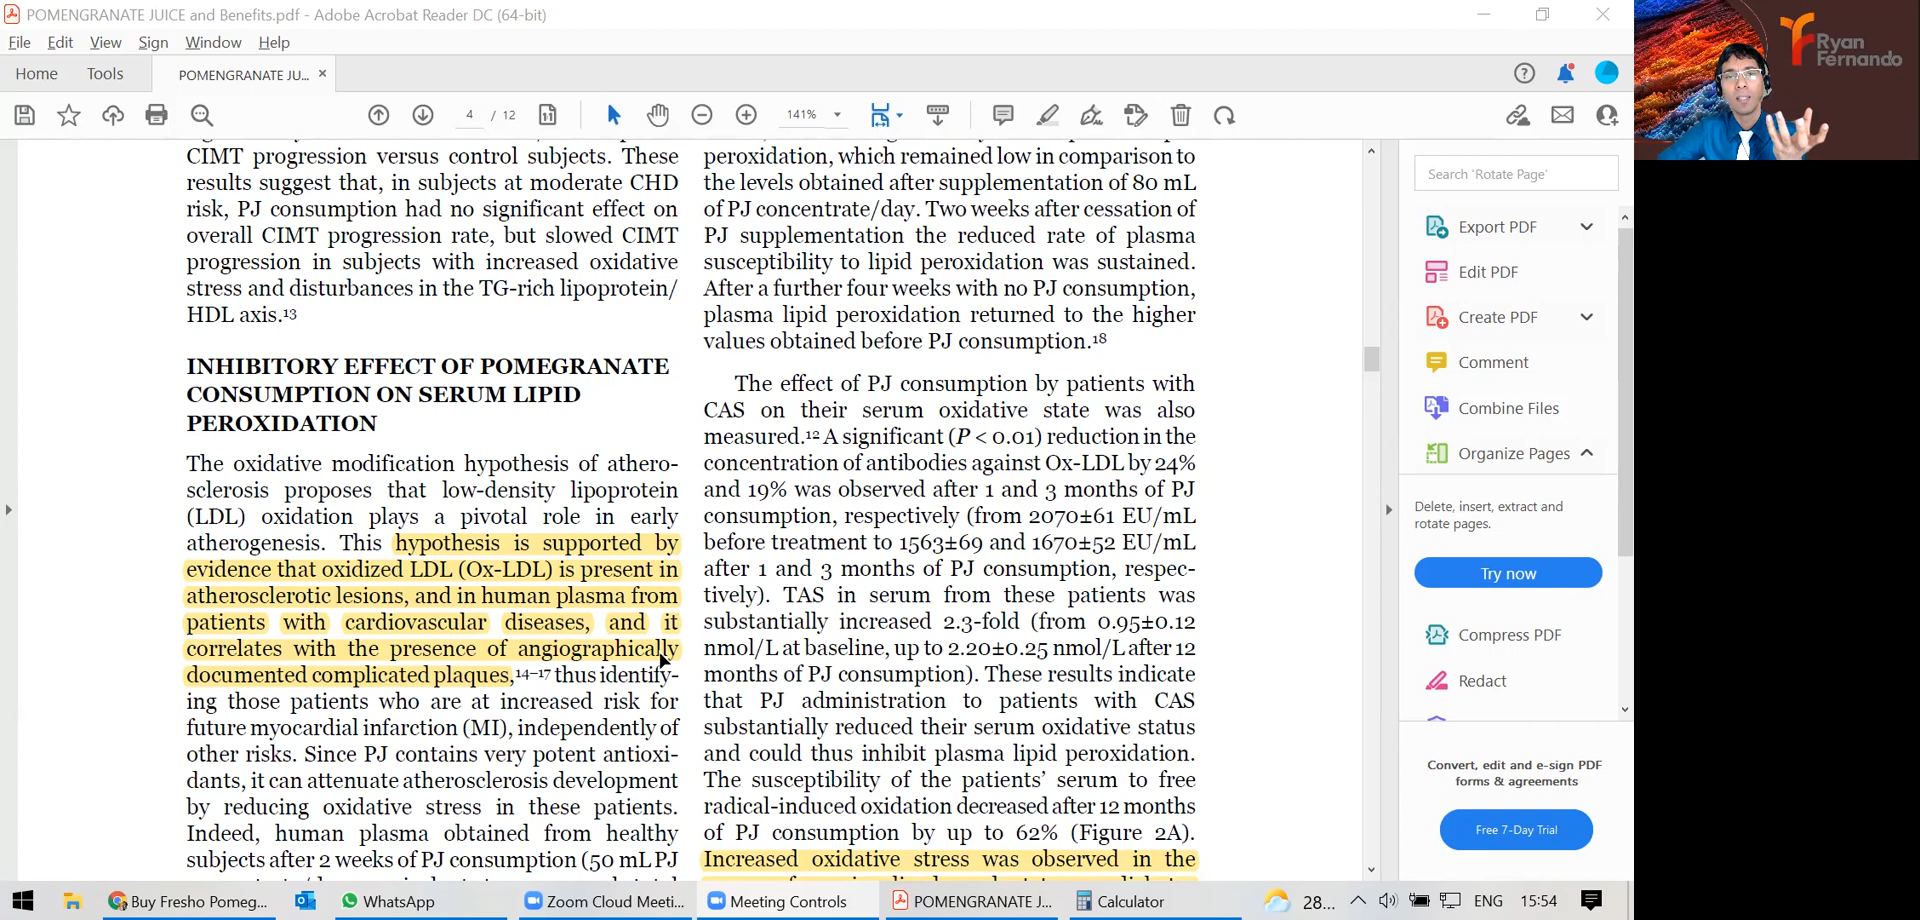 POMENGRANATE JUICE and Benefits.pdf - Adobe Acrobat Reader DC (64-bit)
File Edit View Sign Window Help
Home Tools POMENGRANATE JU... ×
4 / 12 141%
Ryan
Fernando
CIMT progression versus control subjects. These
results suggest that, in subjects at moderate CHD
risk, PJ consumption had no significant effect on
overall CIMT progression rate, but slowed CIMT
progression in subjects with increased oxidative
stress and disturbances in the TG-rich lipoprotein/
HDL axis.¹³
INHIBITORY EFFECT OF POMEGRANATE
CONSUMPTION ON SERUM LIPID
PEROXIDATION
The oxidative modification hypothesis of athero-
sclerosis proposes that low-density lipoprotein
(LDL) oxidation plays a pivotal role in early
atherogenesis. This hypothesis is supported by
evidence that oxidized LDL (Ox-LDL) is present in
atherosclerotic lesions, and in human plasma from
patients with cardiovascular diseases, and it
correlates with the presence of angiographically
documented complicated plaques,¹⁴⁻¹⁷ thus identify-
ing those patients who are at increased risk for
future myocardial infarction (MI), independently of
other risks. Since PJ contains very potent antioxi-
dants, it can attenuate atherosclerosis development
by reducing oxidative stress in these patients.
Indeed, human plasma obtained from healthy
subjects after 2 weeks of PJ consumption (50 mL PJ
peroxidation, which remained low in comparison to
the levels obtained after supplementation of 80 mL
of PJ concentrate/day. Two weeks after cessation of
PJ supplementation the reduced rate of plasma
susceptibility to lipid peroxidation was sustained.
After a further four weeks with no PJ consumption,
plasma lipid peroxidation returned to the higher
values obtained before PJ consumption.¹⁸
The effect of PJ consumption by patients with
CAS on their serum oxidative state was also
measured.¹² A significant (P < 0.01) reduction in the
concentration of antibodies against Ox-LDL by 24%
and 19% was observed after 1 and 3 months of PJ
consumption, respectively (from 2070±61 EU/mL
before treatment to 1563±69 and 1670±52 EU/mL
after 1 and 3 months of PJ consumption, respec-
tively). TAS in serum from these patients was
substantially increased 2.3-fold (from 0.95±0.12
nmol/L at baseline, up to 2.20±0.25 nmol/L after 12
months of PJ consumption). These results indicate
that PJ administration to patients with CAS
substantially reduced their serum oxidative status
and could thus inhibit plasma lipid peroxidation.
The susceptibility of the patients' serum to free
radical-induced oxidation decreased after 12 months
of PJ consumption by up to 62% (Figure 2A).
Increased oxidative stress was observed in the
Search 'Rotate Page'
Export PDF
Edit PDF
Create PDF
Comment
Combine Files
Organize Pages
Delete, insert, extract and
rotate pages.
Try now
Compress PDF
Redact
Convert, edit and e-sign PDF
forms & agreements
Free 7-Day Trial
Buy Fresho Pomeg... WhatsApp Zoom Cloud Meeti... Meeting Controls POMENGRANATE J... Calculator 28... ENG 15:54